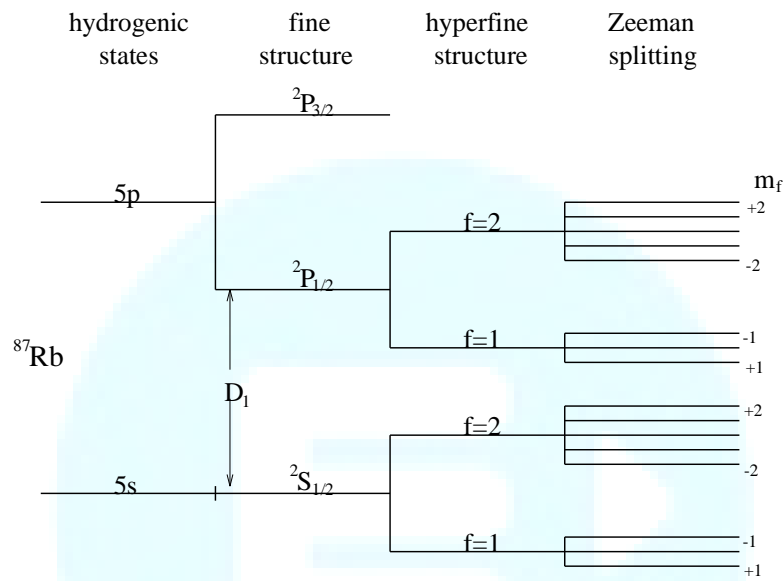 hydrogenic fine hyperfine Zeeman
states structure structure splitting
²P₃/₂
m_f
5p +2
f=2
-2
²P₁/₂
-1
⁸⁷Rb f=1
+1
D₁
+2
f=2
-2
5s ²S₁/₂
-1
f=1
+1